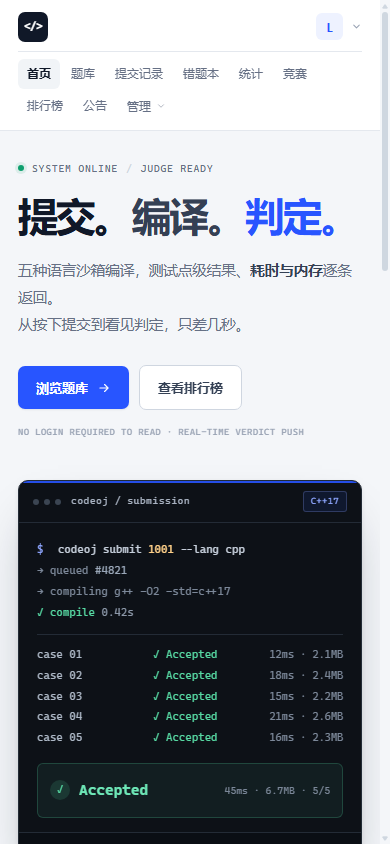 </>
L
首页 题库 提交记录 错题本 统计 竞赛
排行榜 公告 管理
SYSTEM ONLINE / JUDGE READY
提交。编译。判定。
五种语言沙箱编译，测试点级结果、耗时与内存逐条
返回。
从按下提交到看见判定，只差几秒。
浏览题库 →
查看排行榜
NO LOGIN REQUIRED TO READ · REAL-TIME VERDICT PUSH
codeoj / submission
C++17
$ codeoj submit 1001 --lang cpp
→ queued #4821
→ compiling g++ -O2 -std=c++17
✓ compile 0.42s
case 01 ✓ Accepted 12ms · 2.1MB
case 02 ✓ Accepted 18ms · 2.4MB
case 03 ✓ Accepted 15ms · 2.2MB
case 04 ✓ Accepted 21ms · 2.6MB
case 05 ✓ Accepted 16ms · 2.3MB
✓ Accepted 45ms · 6.7MB · 5/5